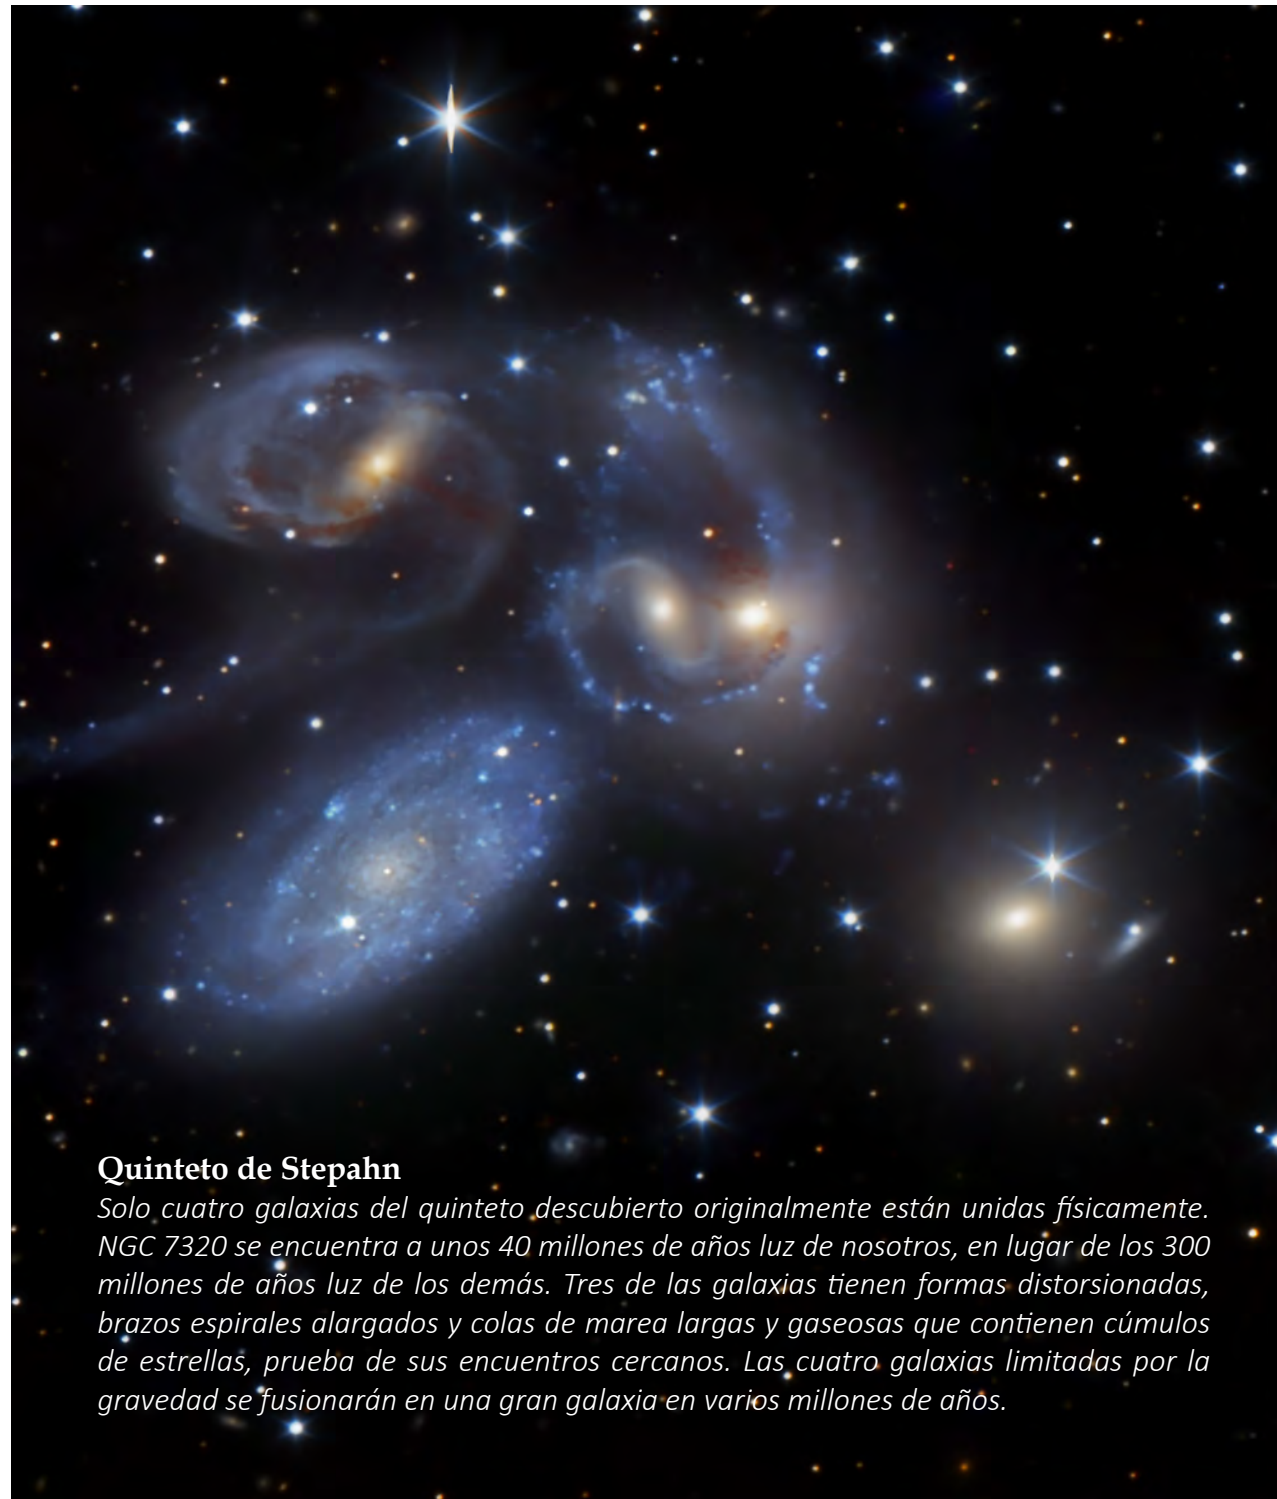 Quinteto de Stepahn
Solo cuatro galaxias del quinteto descubierto originalmente están unidas físicamente.
NGC 7320 se encuentra a unos 40 millones de años luz de nosotros, en lugar de los 300
millones de años luz de los demás. Tres de las galaxias tienen formas distorsionadas,
brazos espirales alargados y colas de marea largas y gaseosas que contienen cúmulos
de estrellas, prueba de sus encuentros cercanos. Las cuatro galaxias limitadas por la
gravedad se fusionarán en una gran galaxia en varios millones de años.